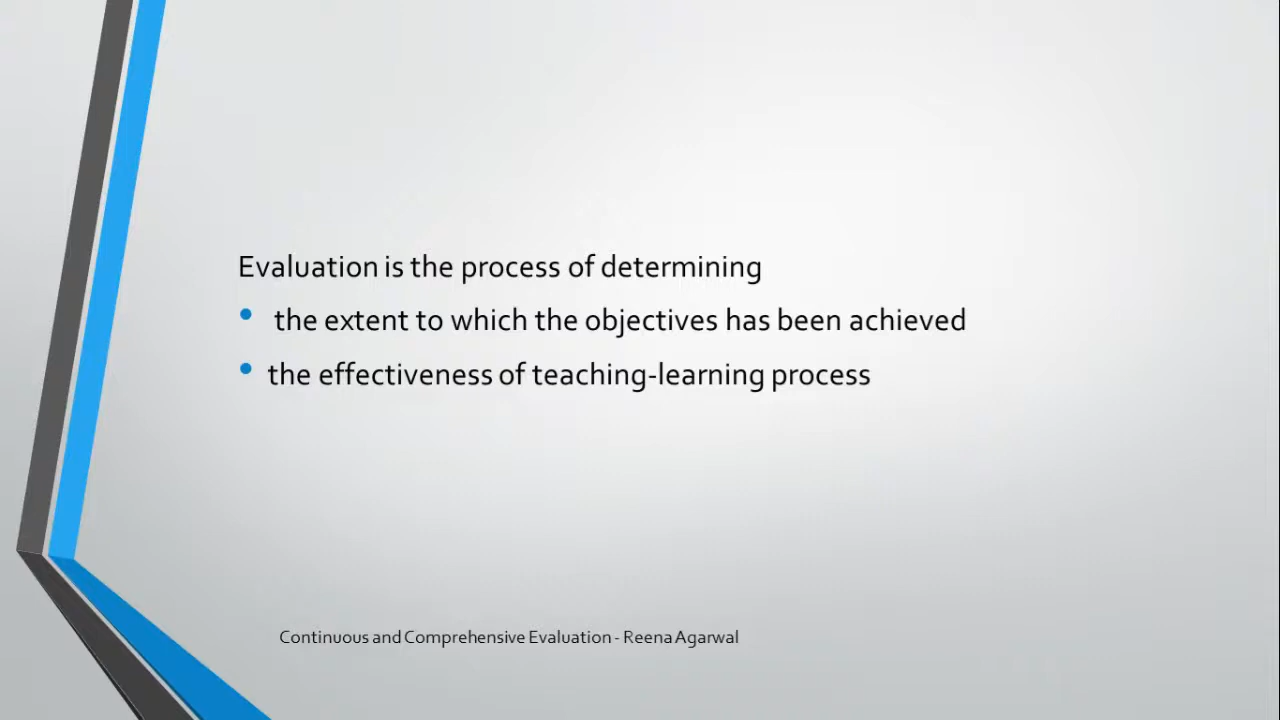 Evaluation is the process of determining
• the extent to which the objectives has been achieved
• the effectiveness of teaching-learning process
Continuous and Comprehensive Evaluation - Reena Agarwal